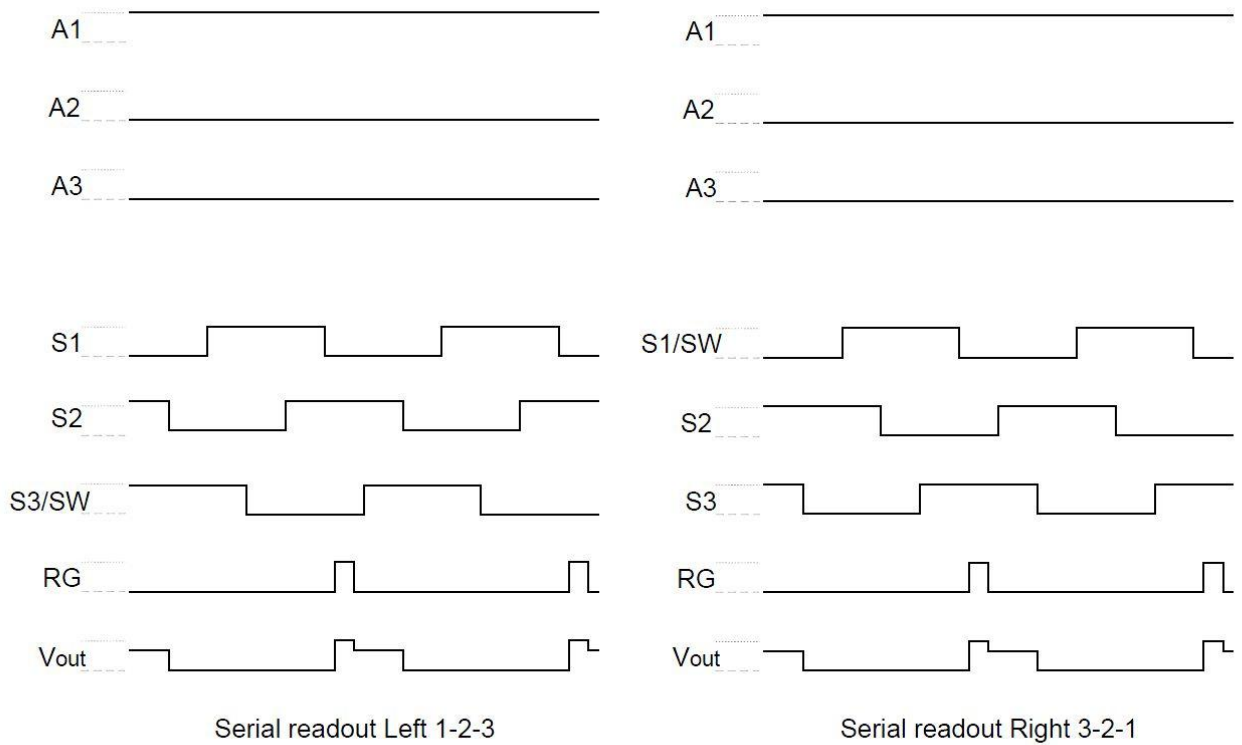 A1
A2
A3
S1
S2
S3/SW
RG
Vout
Serial readout Left 1-2-3
A1
A2
A3
S1/SW
S2
S3
RG
Vout
Serial readout Right 3-2-1